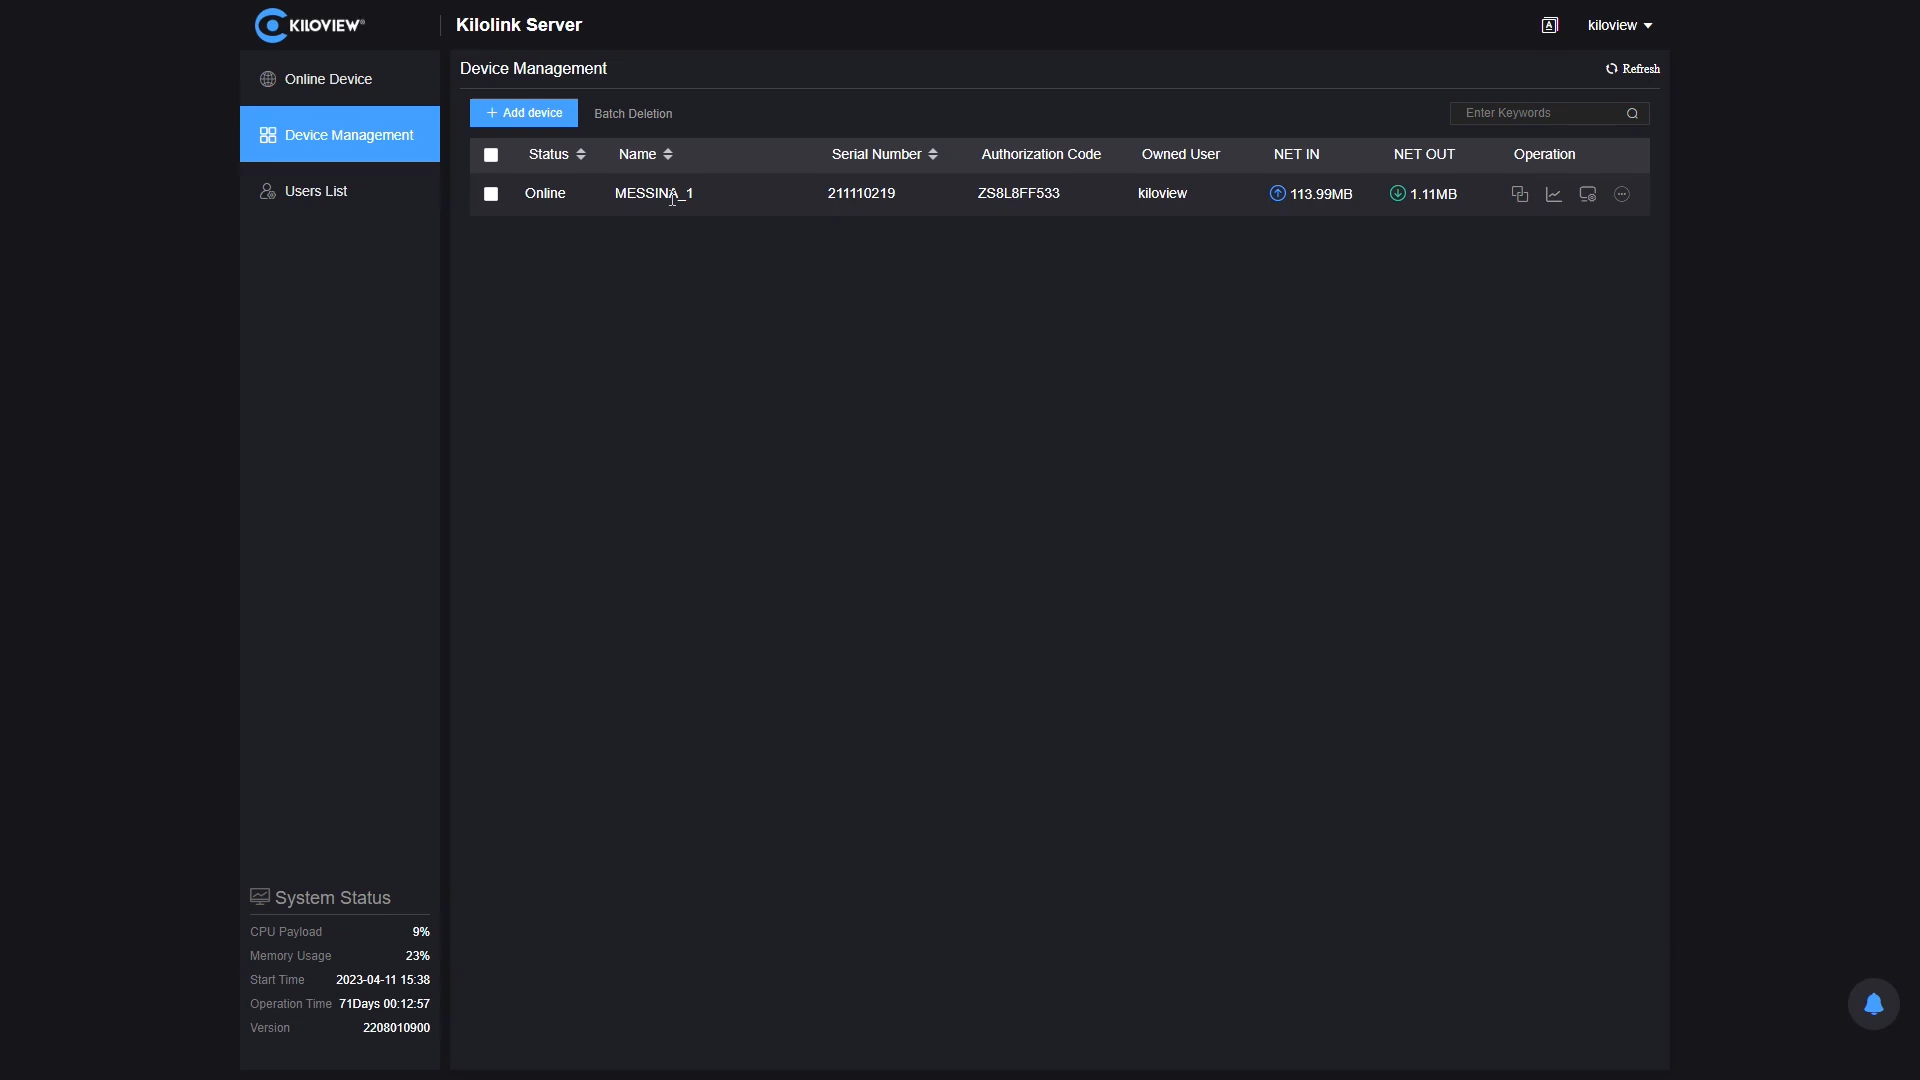 KILOVIEW®
Kilolink Server
A
kiloview
Online Device
Device Management
Users List
Device Management
Refresh
+ Add device
Batch Deletion
Enter Keywords
Status Name Serial Number Authorization Code Owned User NET IN NET OUT Operation
Online MESSINA_1 211110219 ZS8L8FF533 kiloview 113.99MB 1.11MB
System Status
CPU Payload 9%
Memory Usage 23%
Start Time 2023-04-11 15:38
Operation Time 71Days 00:12:57
Version 2208010900